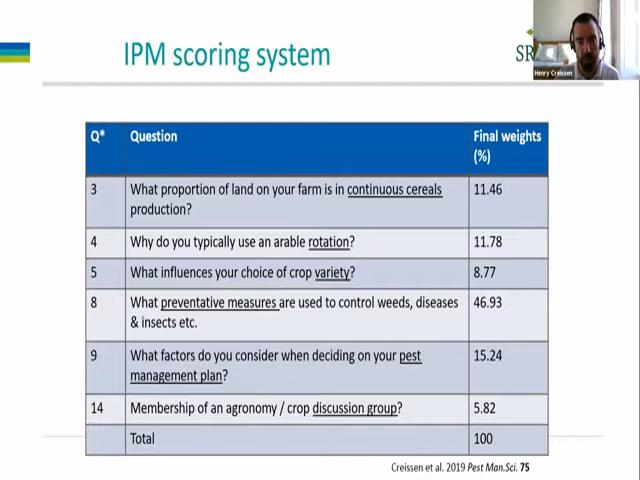 IPM scoring system
SR
Henry Creissen
Q* Question Final weights
(%)
3 What proportion of land on your farm is in continuous cereals 11.46
production?
4 Why do you typically use an arable rotation? 11.78
5 What influences your choice of crop variety? 8.77
8 What preventative measures are used to control weeds, diseases 46.93
& insects etc.
9 What factors do you consider when deciding on your pest 15.24
management plan?
14 Membership of an agronomy / crop discussion group? 5.82
Total 100
Creissen et al. 2019 Pest Man.Sci. 75